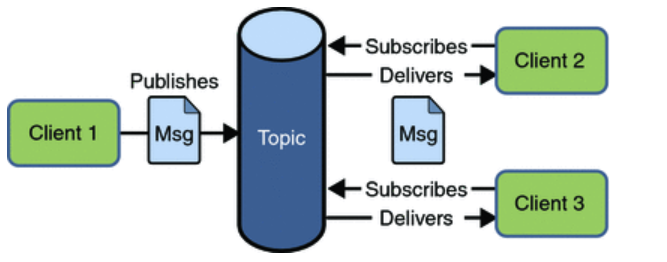 Publishes
Client 1
Msg
Topic
Subscribes
Delivers
Client 2
Msg
Subscribes
Delivers
Client 3